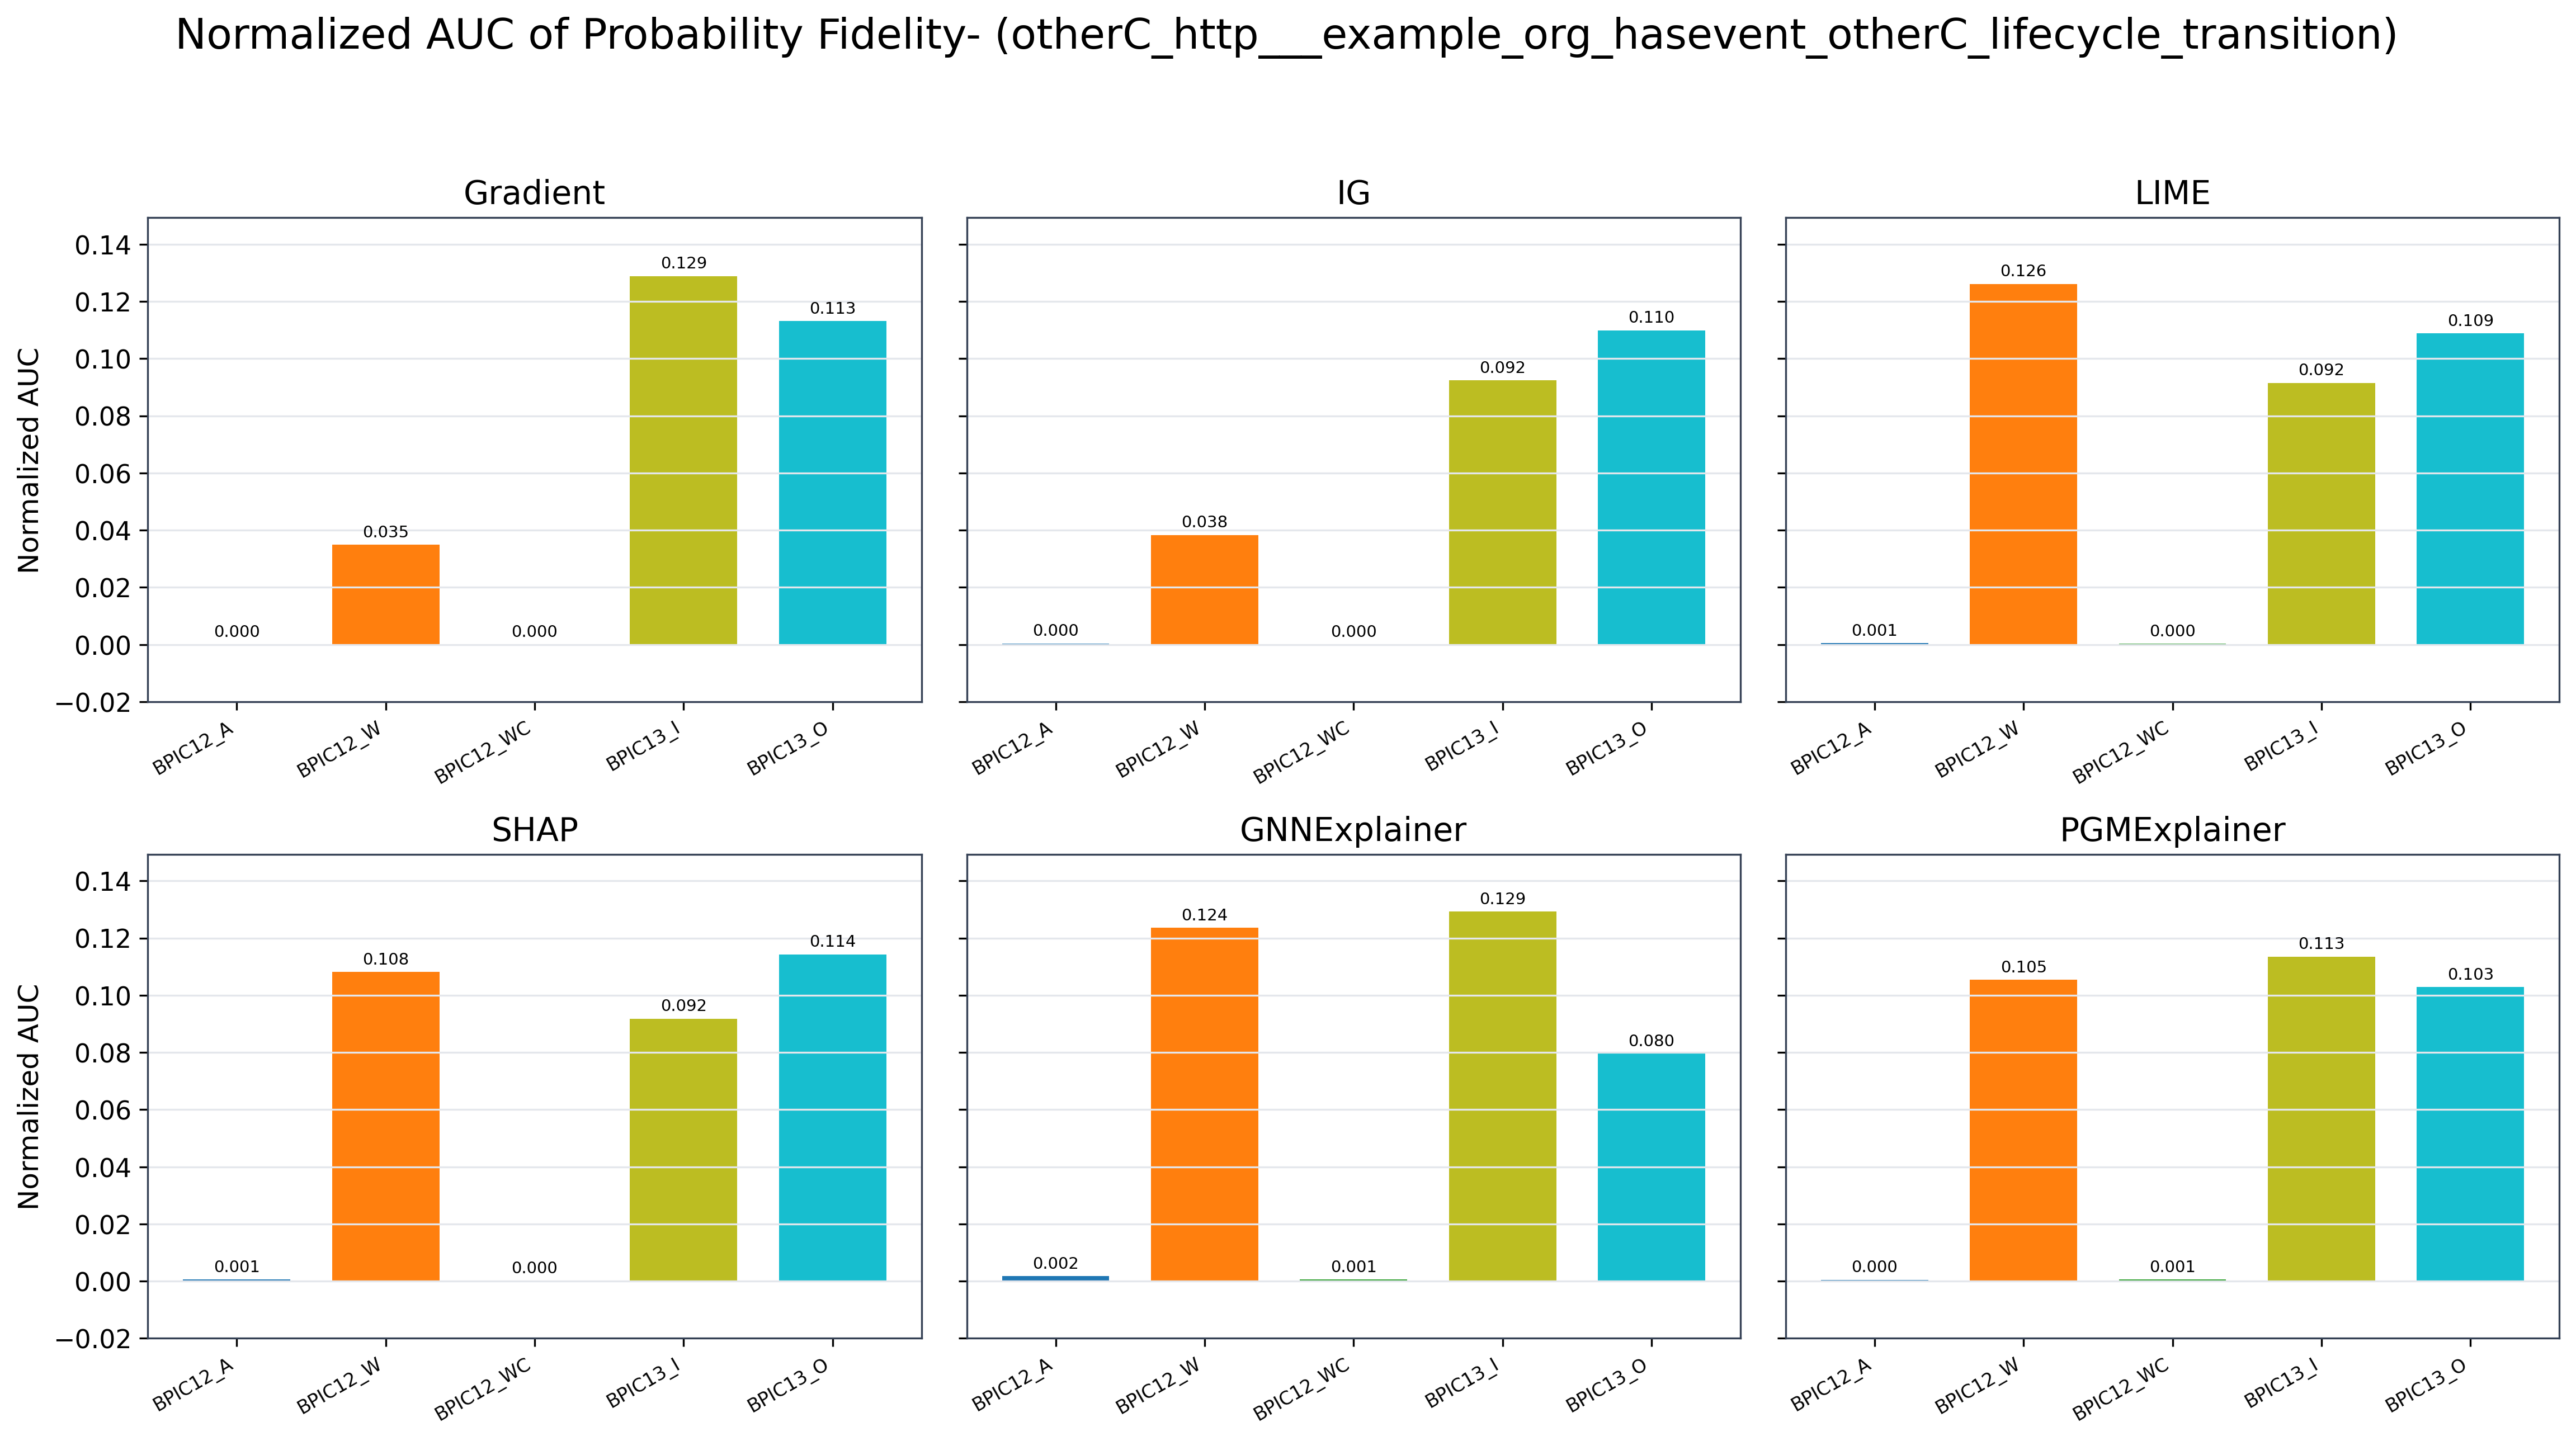 Normalized AUC of Probability Fidelity- (otherC_http___example_org_hasevent_otherC_lifecycle_transition)
Gradient
Normalized AUC
0.14
0.12
0.10
0.08
0.06
0.04
0.02
0.00
−0.02
0.000
0.035
0.000
0.129
0.113
BPIC12_A
BPIC12_W
BPIC12_WC
BPIC13_I
BPIC13_O
IG
0.000
0.038
0.000
0.092
0.110
BPIC12_A
BPIC12_W
BPIC12_WC
BPIC13_I
BPIC13_O
LIME
0.001
0.126
0.000
0.092
0.109
BPIC12_A
BPIC12_W
BPIC12_WC
BPIC13_I
BPIC13_O
SHAP
Normalized AUC
0.14
0.12
0.10
0.08
0.06
0.04
0.02
0.00
−0.02
0.001
0.108
0.000
0.092
0.114
BPIC12_A
BPIC12_W
BPIC12_WC
BPIC13_I
BPIC13_O
GNNExplainer
0.002
0.124
0.001
0.129
0.080
BPIC12_A
BPIC12_W
BPIC12_WC
BPIC13_I
BPIC13_O
PGMExplainer
0.000
0.105
0.001
0.113
0.103
BPIC12_A
BPIC12_W
BPIC12_WC
BPIC13_I
BPIC13_O